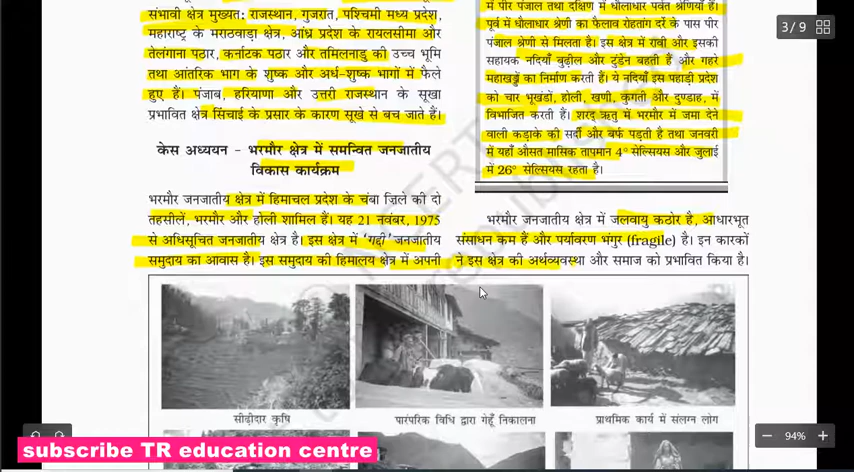 संभावी क्षेत्र मुख्यत: राजस्थान, गुजरात, पश्चिमी मध्य प्रदेश,
महाराष्ट्र के मराठवाड़ा क्षेत्र, आंध्र प्रदेश के रायलसीमा और
तेलंगाना पठार, कर्नाटक पठार और तमिलनाडु की उच्च भूमि
तथा आंतरिक भाग के शुष्क और अर्ध-शुष्क भागों में फैले
हुए हैं। पंजाब, हरियाणा और उत्तरी राजस्थान के सूखा
प्रभावित क्षेत्र सिंचाई के प्रसार के कारण सूखे से बच जाते हैं।
केस अध्ययन - भरमौर क्षेत्र में समन्वित जनजातीय
विकास कार्यक्रम
भरमौर जनजातीय क्षेत्र में हिमाचल प्रदेश के चंबा ज़िले की दो
तहसीलें, भरमौर और होली शामिल हैं। यह 21 नवंबर, 1975
से अधिसूचित जनजातीय क्षेत्र है। इस क्षेत्र में 'गद्दी' जनजातीय
समुदाय का आवास है। इस समुदाय की हिमालय क्षेत्र में अपनी
में पीर पंजाल तथा दक्षिण में धौलाधार पर्वत श्रेणियाँ हैं।
पूर्व में धौलाधार श्रेणी का फैलाव रोहतांग दर्रे के पास पीर
पंजाल श्रेणी से मिलता है। इस क्षेत्र में रावी और इसकी
सहायक नदियाँ बुढ़ील और टुंडेन बहती हैं और गहरे
महाखड्डों का निर्माण करती हैं। ये नदियाँ इस पहाड़ी प्रदेश
को चार भूखंडों, होली, खणी, कुगती और दुण्डाह, में
विभाजित करती हैं। शरद ऋतु में भरमौर में जमा देने
वाली कड़ाके की सर्दी और बर्फ पड़ती है तथा जनवरी
में यहाँ औसत मासिक तापमान 4° सेल्सियस और जुलाई
में 26° सेल्सियस रहता है।
भरमौर जनजातीय क्षेत्र में जलवायु कठोर है, आधारभूत
संसाधन कम हैं और पर्यावरण भंगुर (fragile) है। इन कारकों
ने इस क्षेत्र की अर्थव्यवस्था और समाज को प्रभावित किया है।
सीढ़ीदार कृषि
पारंपरिक विधि द्वारा गेहूँ निकालना
प्राथमिक कार्य में संलग्न लोग
3 / 9
94%
subscribe TR education centre